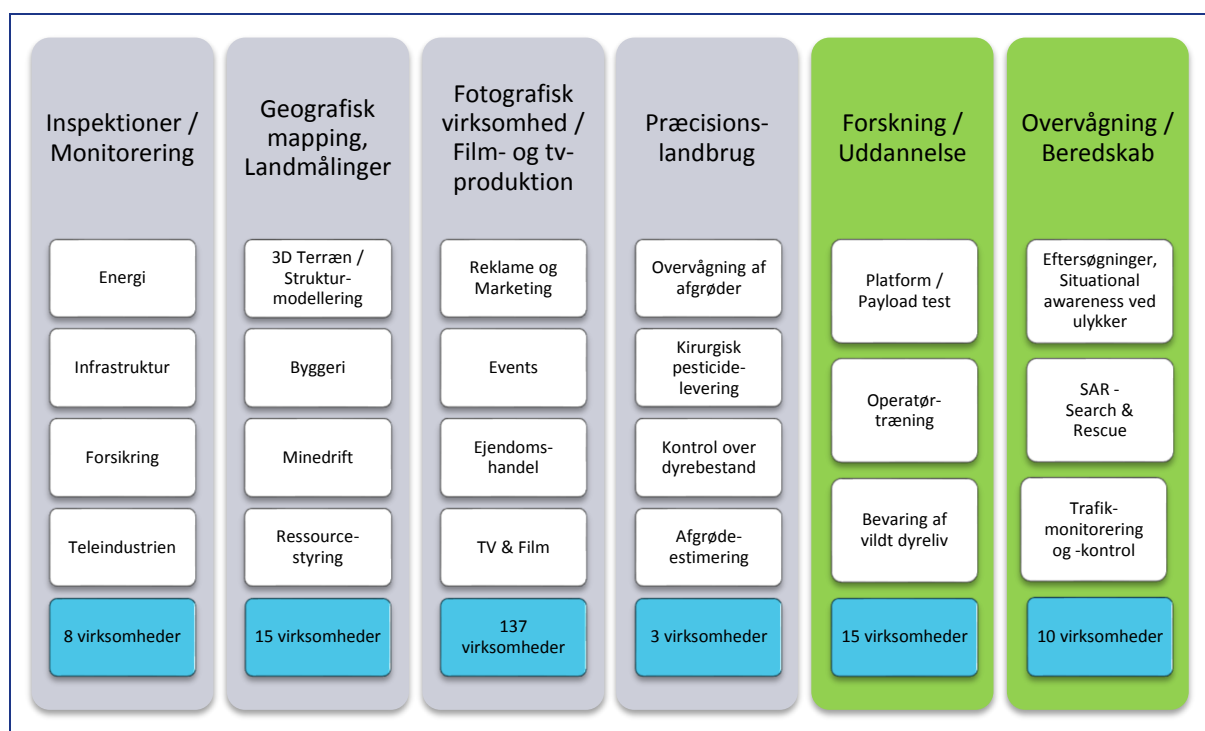 Inspektioner /
Monitorering
Energi
Infrastruktur
Forsikring
Teleindustrien
8 virksomheder
Geografisk
mapping,
Landmålinger
3D Terræn /
Struktur-
modellering
Byggeri
Minedrift
Ressource-
styring
15 virksomheder
Fotografisk
virksomhed /
Film- og tv-
produktion
Reklame og
Marketing
Events
Ejendoms-
handel
TV & Film
137
virksomheder
Præcisions-
landbrug
Overvågning af
afgrøder
Kirurgisk
pesticide-
levering
Kontrol over
dyrebestand
Afgrøde-
estimering
3 virksomheder
Forskning /
Uddannelse
Platform /
Payload test
Operatør-
træning
Bevaring af
vildt dyreliv
15 virksomheder
Overvågning /
Beredskab
Eftersøgninger,
Situational
awareness ved
ulykker
SAR -
Search &
Rescue
Trafik-
monitorering
og -kontrol
10 virksomheder